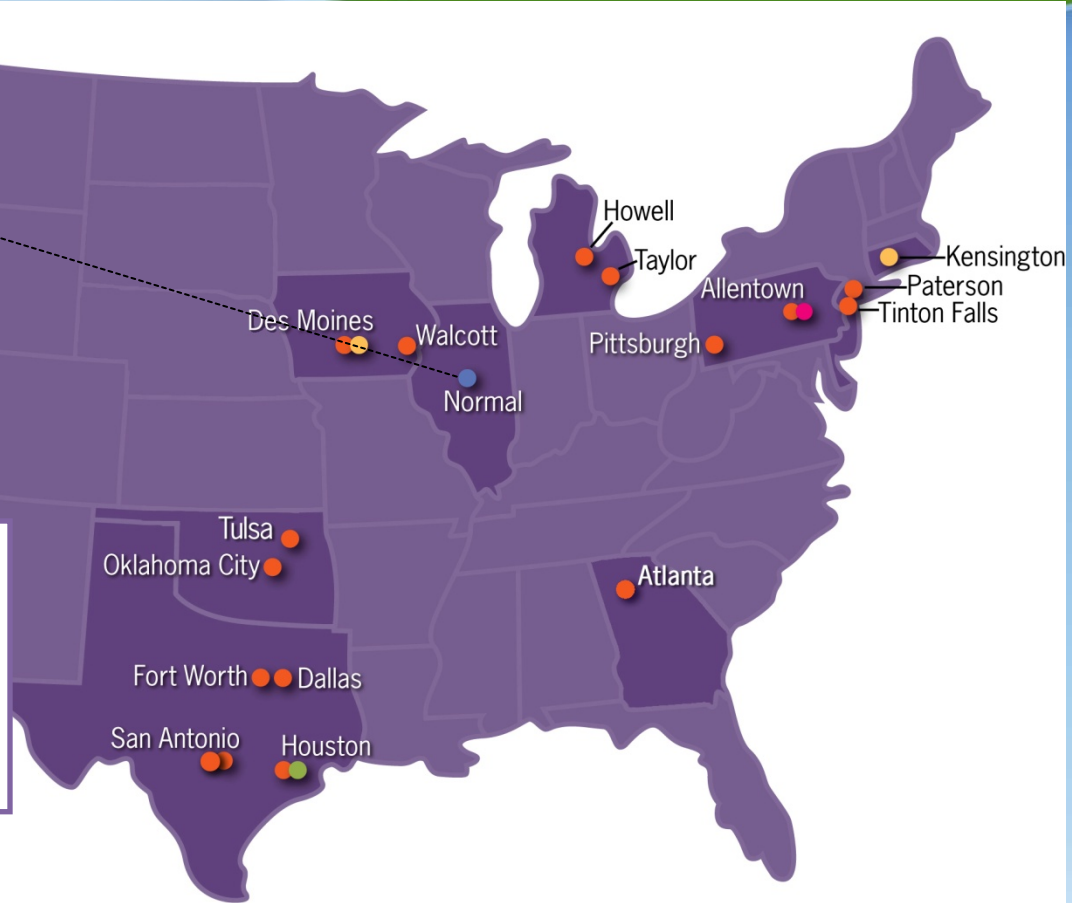 Howell
Taylor
Kensington
Allentown
Paterson
Tinton Falls
Des Moines
Walcott
Pittsburgh
Normal
Tulsa
Oklahoma City
Atlanta
Fort Worth
Dallas
San Antonio
Houston